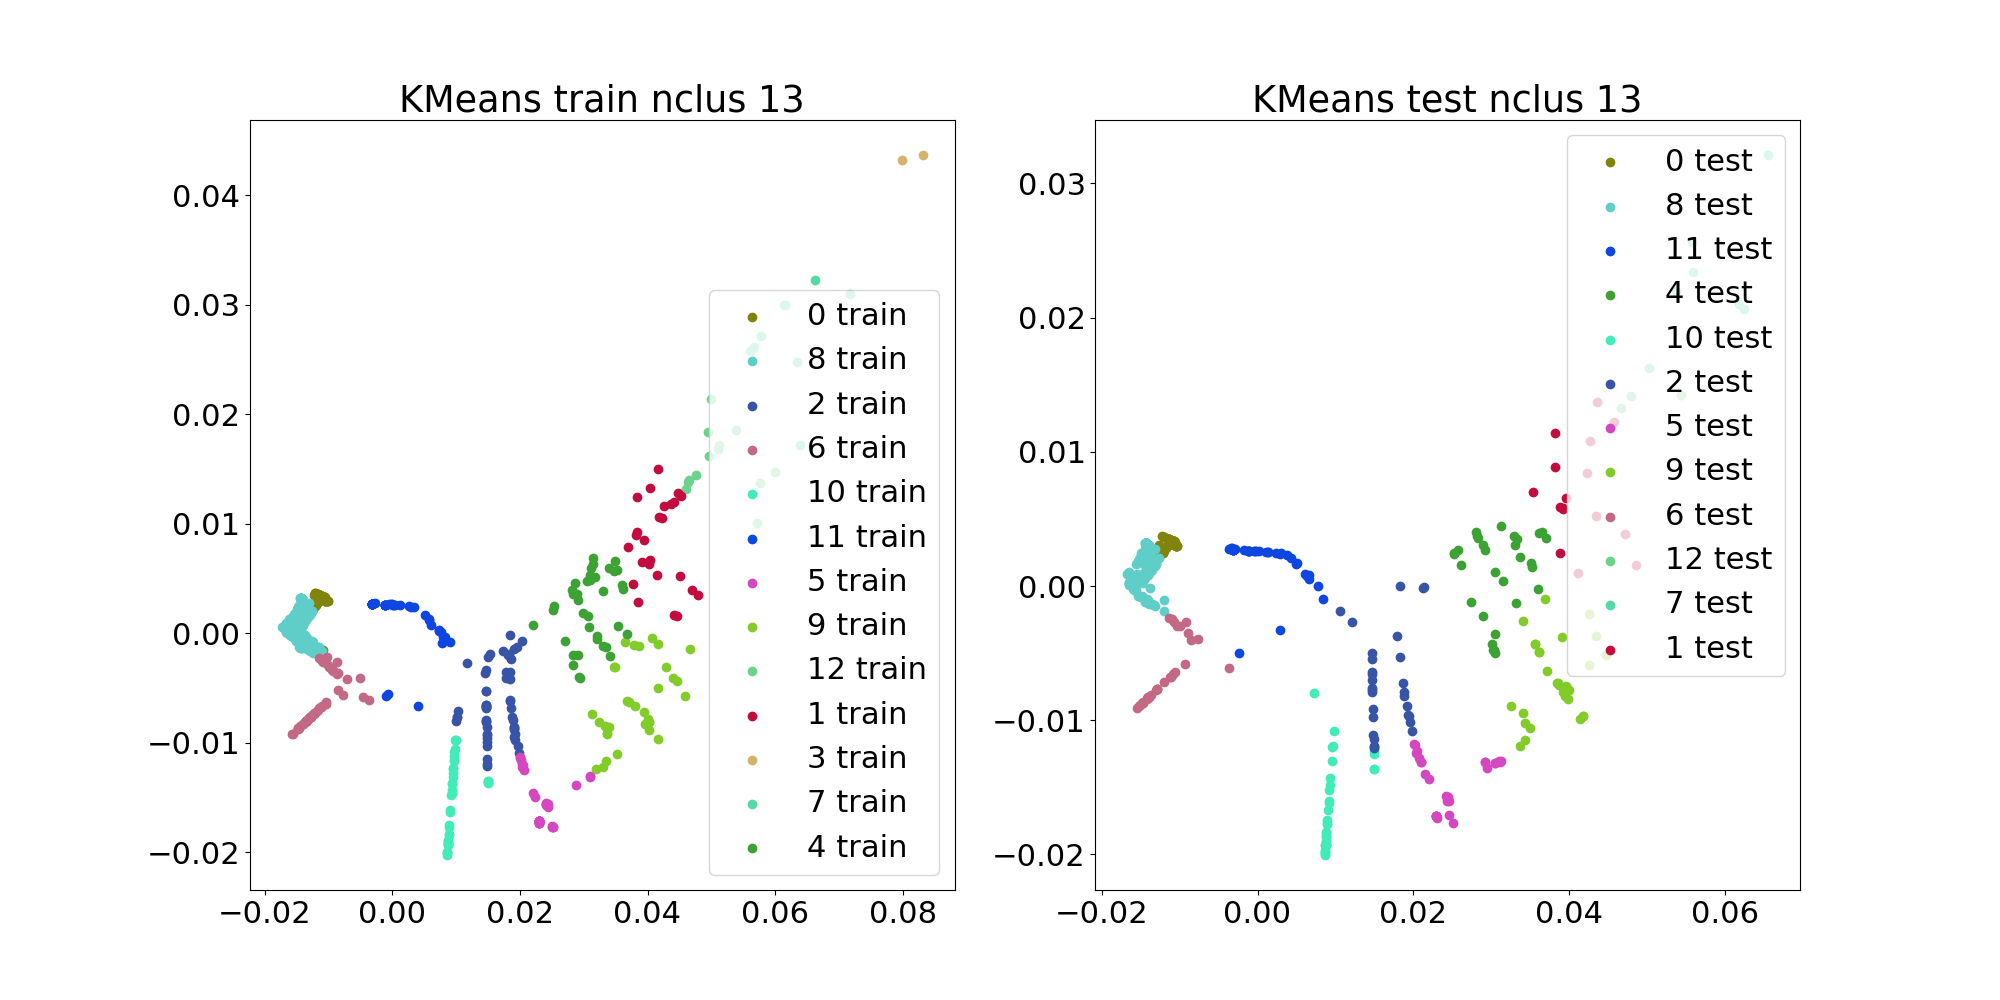 KMeans train nclus 13
0.04
0.03
0.02
0.01
0.00
−0.01
−0.02
−0.02 0.00 0.02 0.04 0.06 0.08
0 train
8 train
2 train
6 train
10 train
11 train
5 train
9 train
12 train
1 train
3 train
7 train
4 train
KMeans test nclus 13
0.03
0.02
0.01
0.00
−0.01
−0.02
−0.02 0.00 0.02 0.04 0.06
0 test
8 test
11 test
4 test
10 test
2 test
5 test
9 test
6 test
12 test
7 test
1 test